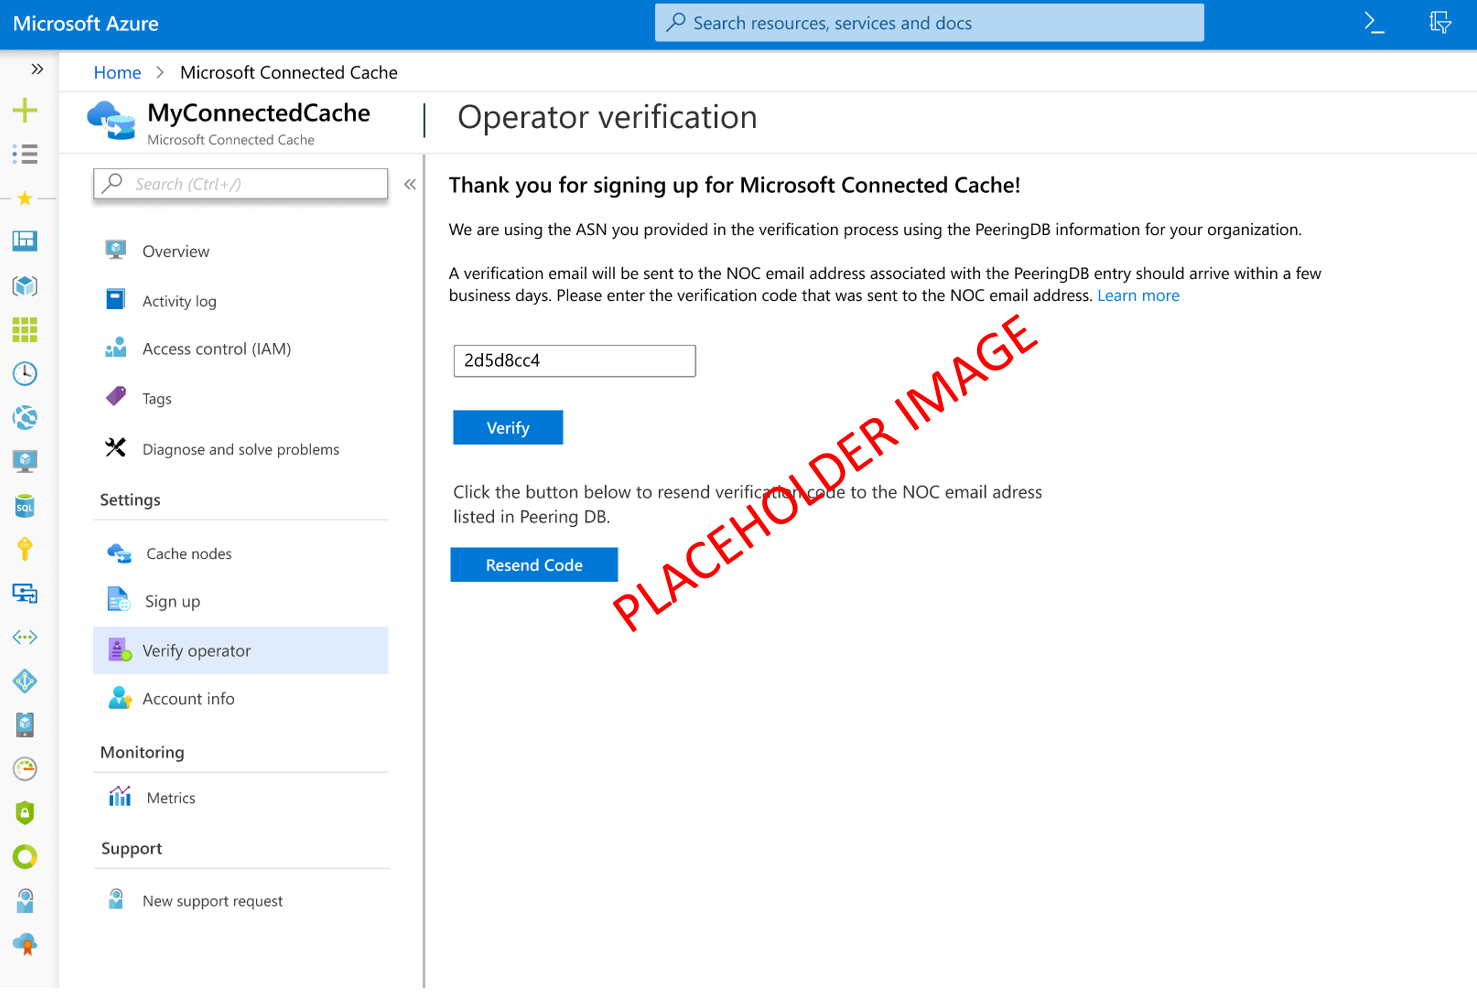 Microsoft Azure
Search resources, services and docs
Home > Microsoft Connected Cache
MyConnectedCache
Microsoft Connected Cache
Operator verification
Search (Ctrl+/)
Overview
Activity log
Access control (IAM)
Tags
Diagnose and solve problems
Settings
Cache nodes
Sign up
Verify operator
Account info
Monitoring
Metrics
Support
New support request
Thank you for signing up for Microsoft Connected Cache!
We are using the ASN you provided in the verification process using the PeeringDB information for your organization.
A verification email will be sent to the NOC email address associated with the PeeringDB entry should arrive within a few
business days. Please enter the verification code that was sent to the NOC email address. Learn more
2d5d8cc4
Verify
Click the button below to resend verification code to the NOC email adress
listed in Peering DB.
Resend Code
PLACEHOLDER IMAGE
SQL